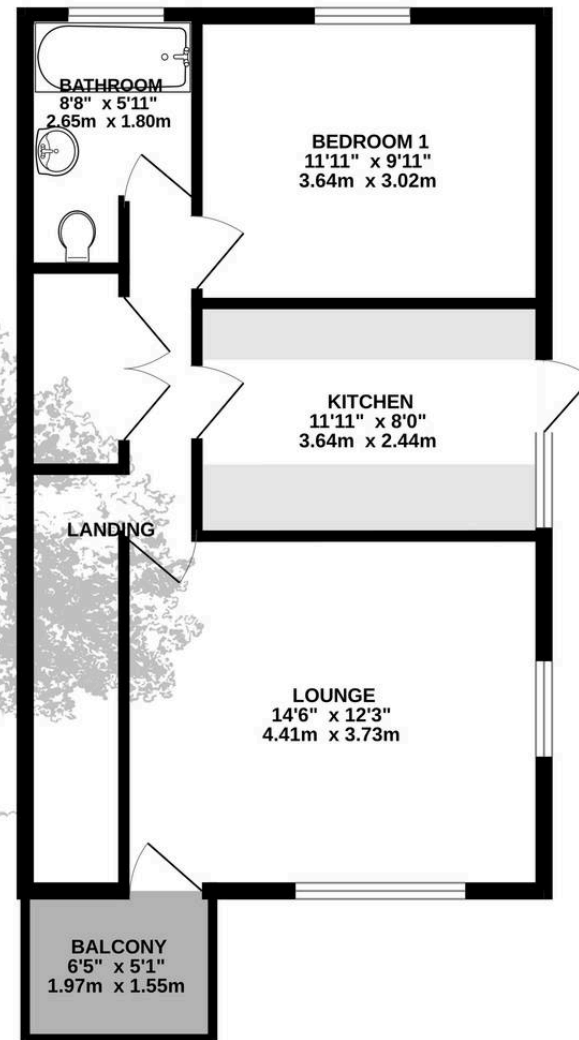 BATHROOM
8'8" x 5'11"
2.65m x 1.80m
BEDROOM 1
11'11" x 9'11"
3.64m x 3.02m
KITCHEN
11'11" x 8'0"
3.64m x 2.44m
LANDING
LOUNGE
14'6" x 12'3"
4.41m x 3.73m
BALCONY
6'5" x 5'1"
1.97m x 1.55m